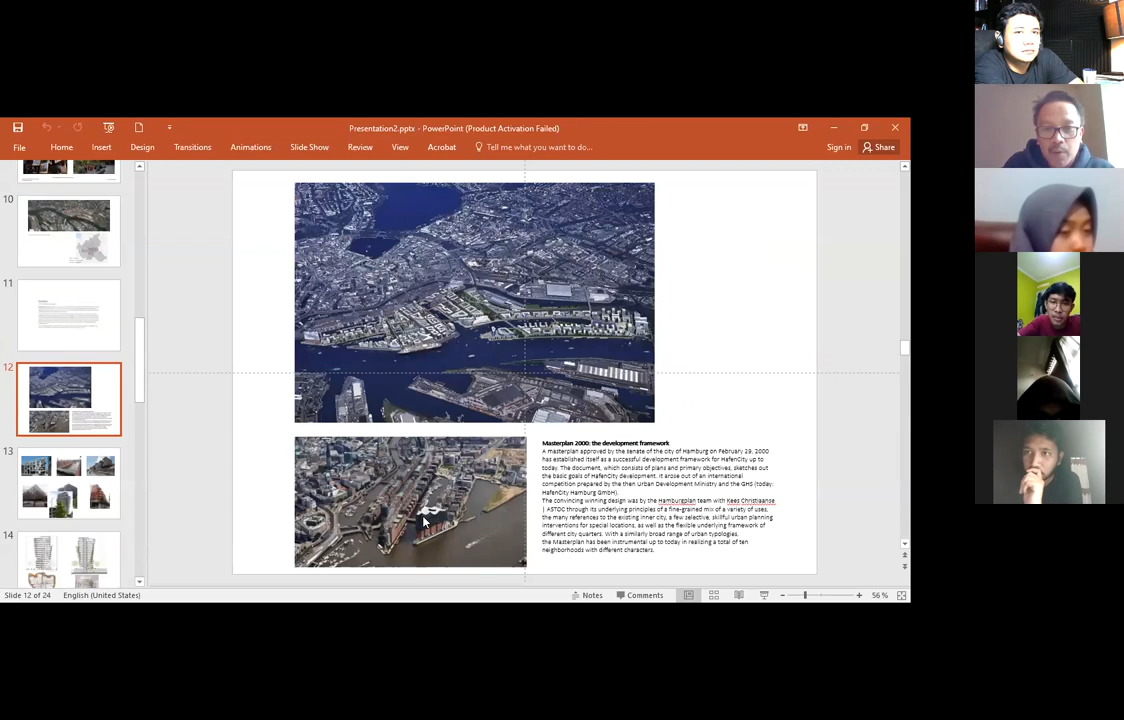 Presentation2.pptx - PowerPoint (Product Activation Failed)
File Home Insert Design Transitions Animations Slide Show Review View Acrobat Tell me what you want to do... Sign in Share
10
11
12
13
14
Masterplan 2000: the development framework
A masterplan approved by the senate of the city of Hamburg on February 29, 2000
has established itself as a successful development framework for HafenCity up to
today. The document, which consists of plans and primary objectives, sketches out
the basic goals of HafenCity development. It arose out of an international
competition prepared by the then Urban Development Ministry and the GHS (today:
HafenCity Hamburg GmbH).
The convincing winning design was by the Hamburgplan team with Kees Christiaanse
| ASTOC through its underlying principles of a fine-grained mix of a variety of uses,
the many references to the existing inner city, a few selective, skillful urban planning
interventions for special locations, as well as the flexible underlying framework of
different city quarters. With a similarly broad range of urban typologies,
the Masterplan has been instrumental up to today in realizing a total of ten
neighborhoods with different characters.
Slide 12 of 24 English (United States) Notes Comments 56 %